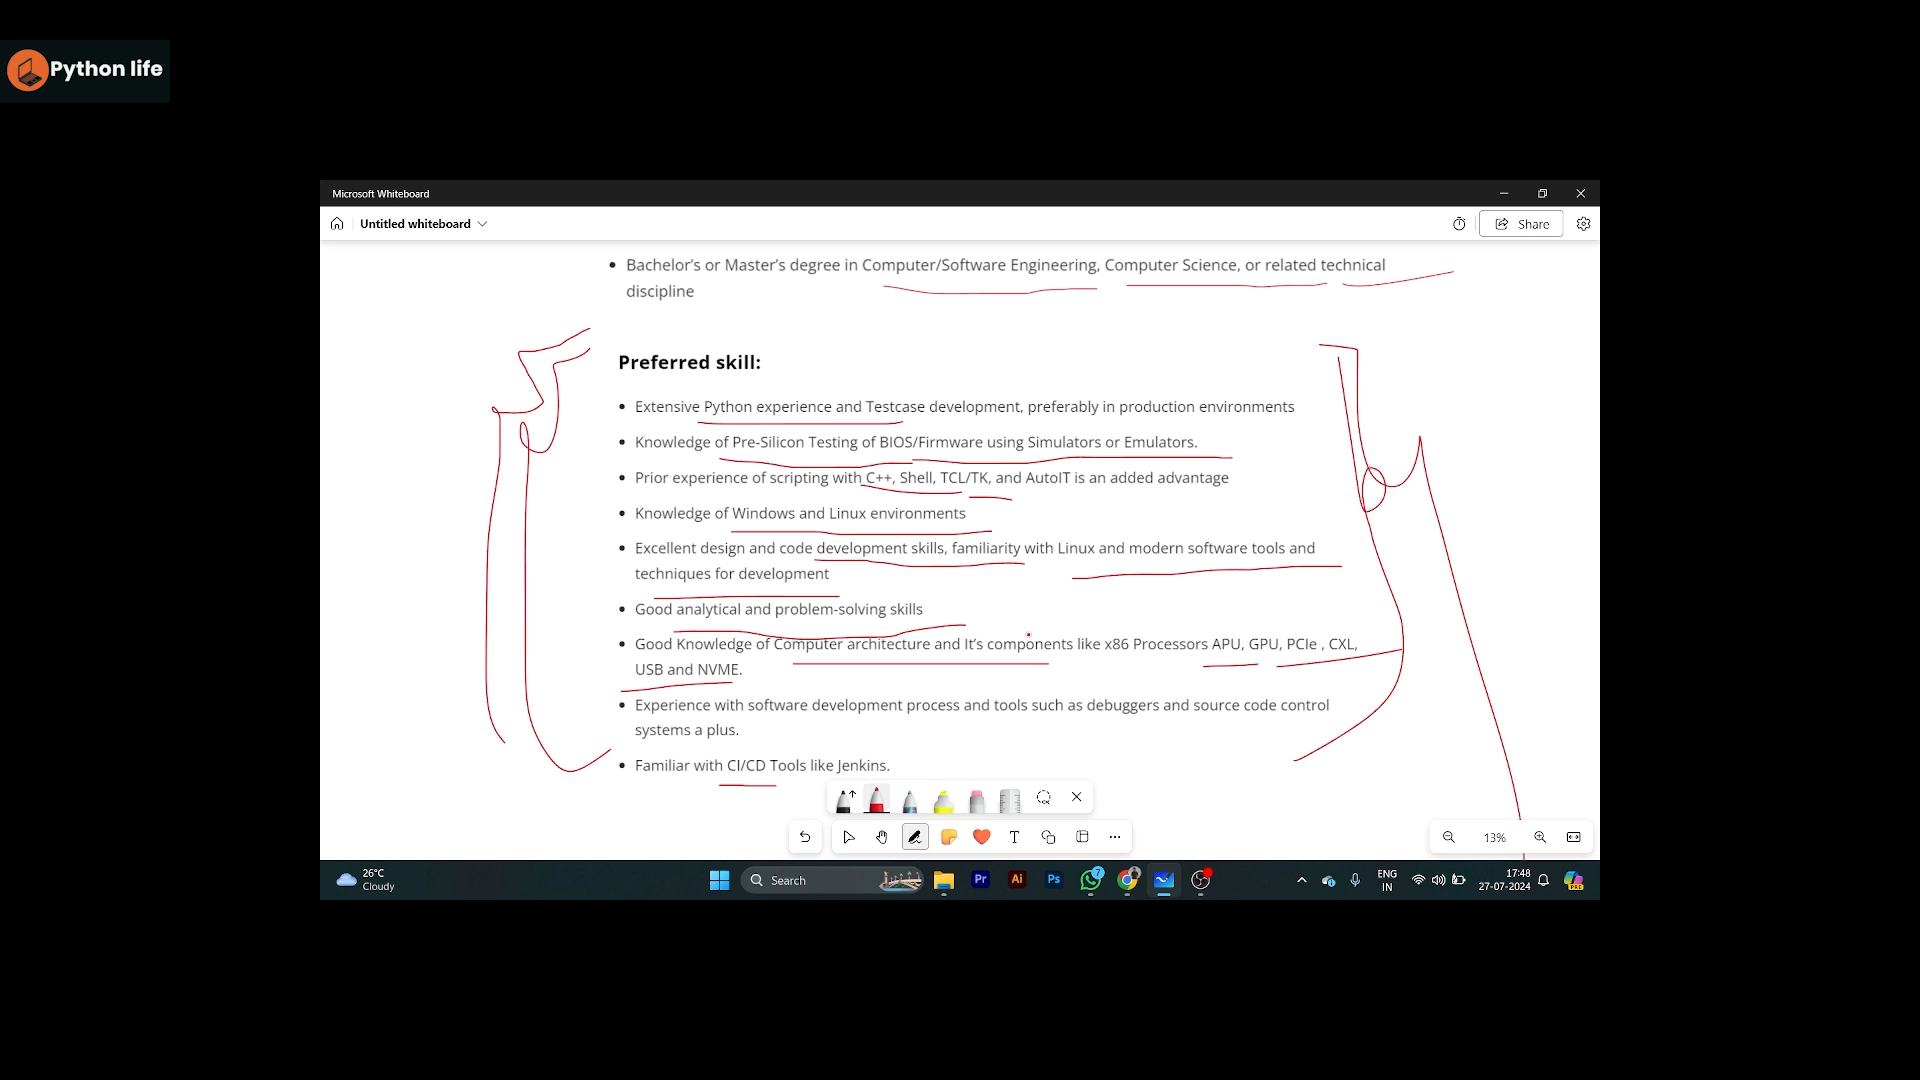 Python life
Microsoft Whiteboard
Untitled whiteboard
Share
• Bachelor's or Master's degree in Computer/Software Engineering, Computer Science, or related technical
discipline
Preferred skill:
• Extensive Python experience and Testcase development, preferably in production environments
• Knowledge of Pre-Silicon Testing of BIOS/Firmware using Simulators or Emulators.
• Prior experience of scripting with C++, Shell, TCL/TK, and AutoIT is an added advantage
• Knowledge of Windows and Linux environments
• Excellent design and code development skills, familiarity with Linux and modern software tools and
techniques for development
• Good analytical and problem-solving skills
• Good Knowledge of Computer architecture and It's components like x86 Processors APU, GPU, PCIe , CXL,
USB and NVME.
• Experience with software development process and tools such as debuggers and source code control
systems a plus.
• Familiar with CI/CD Tools like Jenkins.
T
13%
26°C
Cloudy
Search
Pr
Ai
Ps
7
ENG
IN
17:48
27-07-2024
PRE